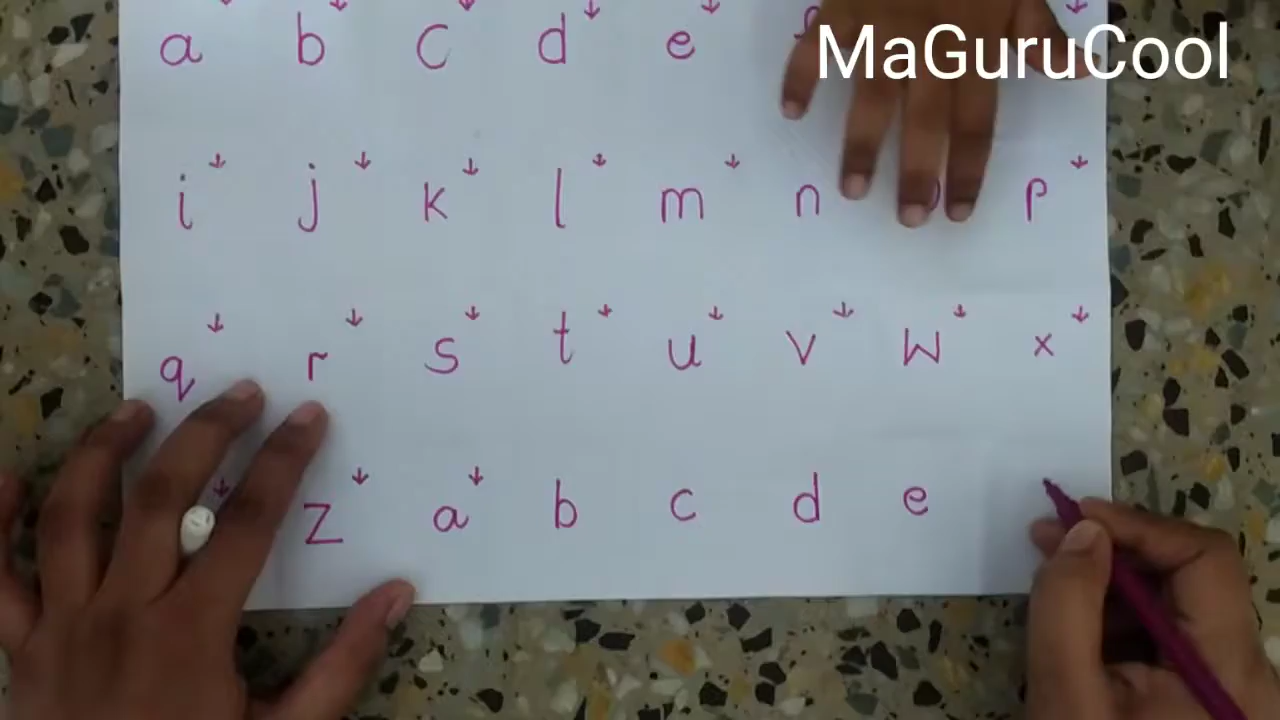 a b c d e
MaGuruCool
i j k l m n p
q r s t u v w x
z a b c d e